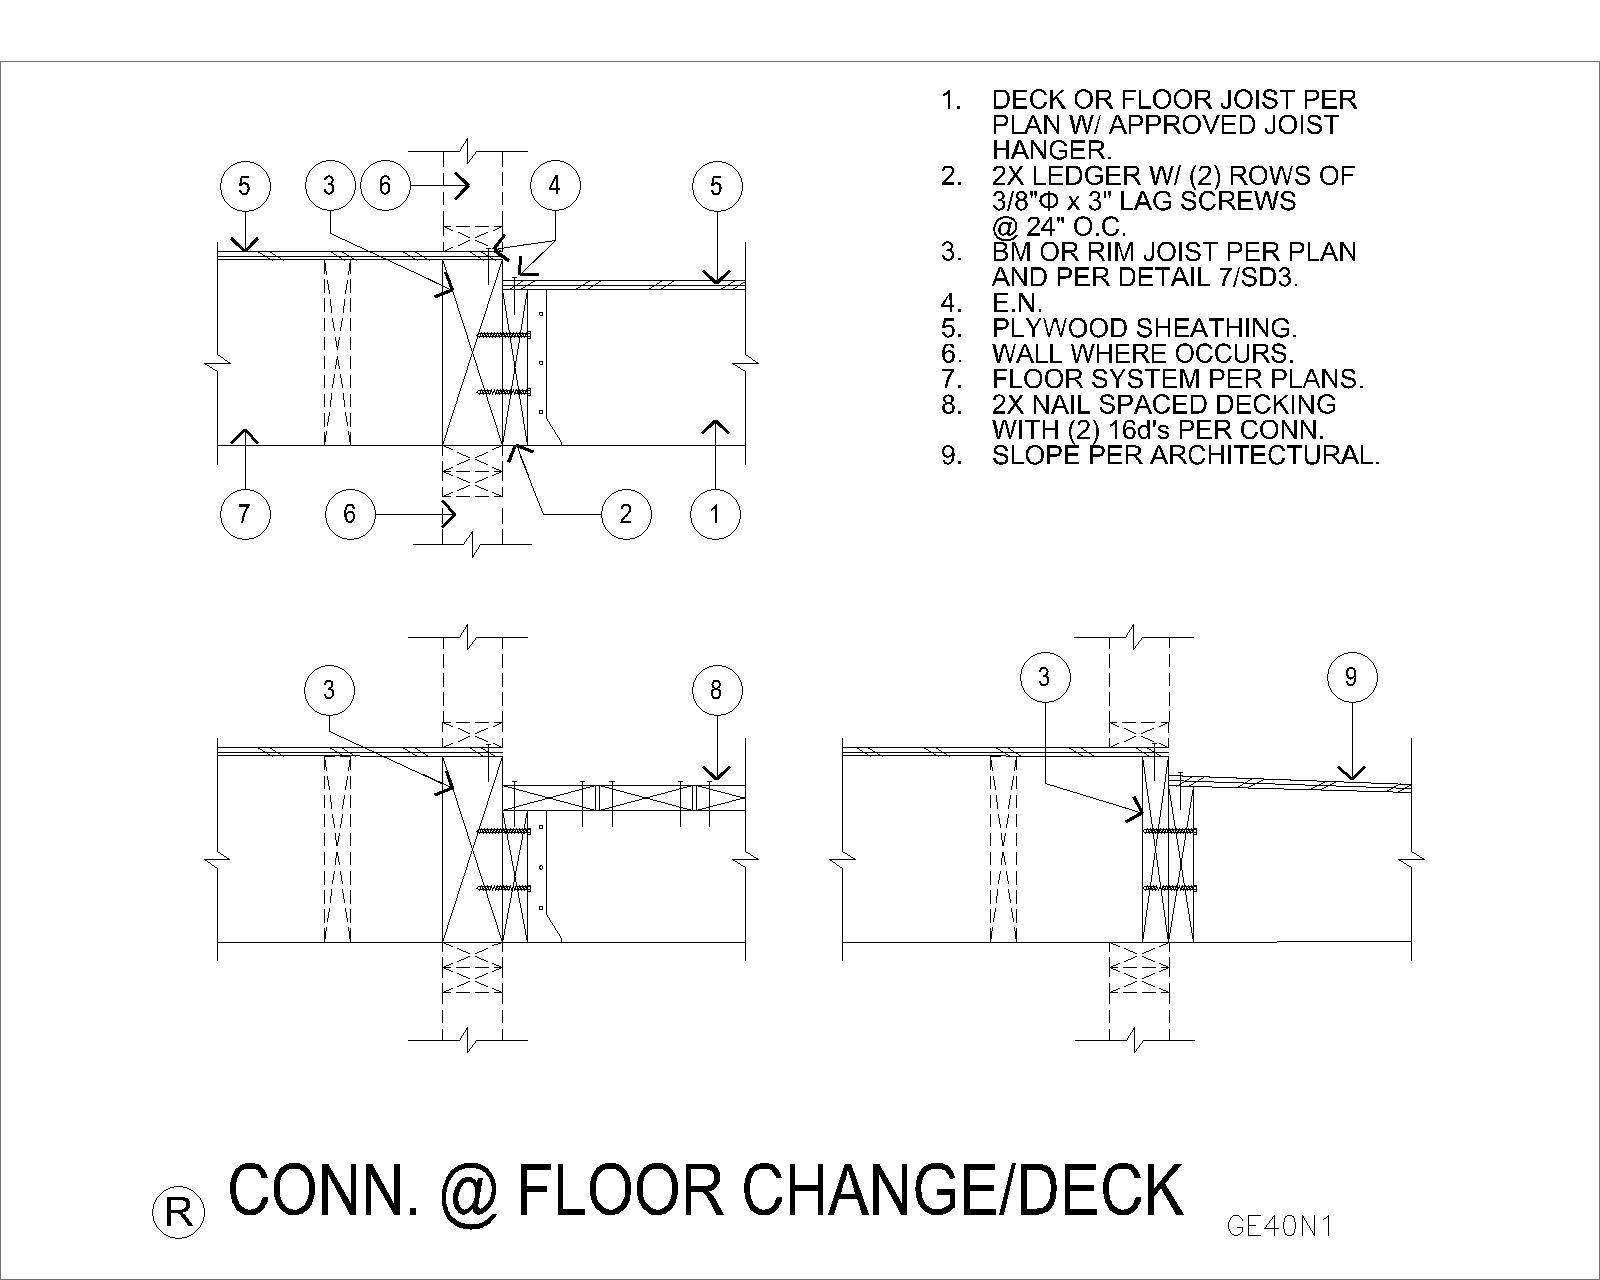 1. DECK OR FLOOR JOIST PER
PLAN W/ APPROVED JOIST
HANGER.
2. 2X LEDGER W/ (2) ROWS OF
3/8"Φ x 3" LAG SCREWS
@ 24" O.C.
3. BM OR RIM JOIST PER PLAN
AND PER DETAIL 7/SD3.
4. E.N.
5. PLYWOOD SHEATHING.
6. WALL WHERE OCCURS.
7. FLOOR SYSTEM PER PLANS.
8. 2X NAIL SPACED DECKING
WITH (2) 16d's PER CONN.
9. SLOPE PER ARCHITECTURAL.
5 3 6 4 5
7 6 2 1
3 8
3 9
R CONN. @ FLOOR CHANGE/DECK
GE40N1